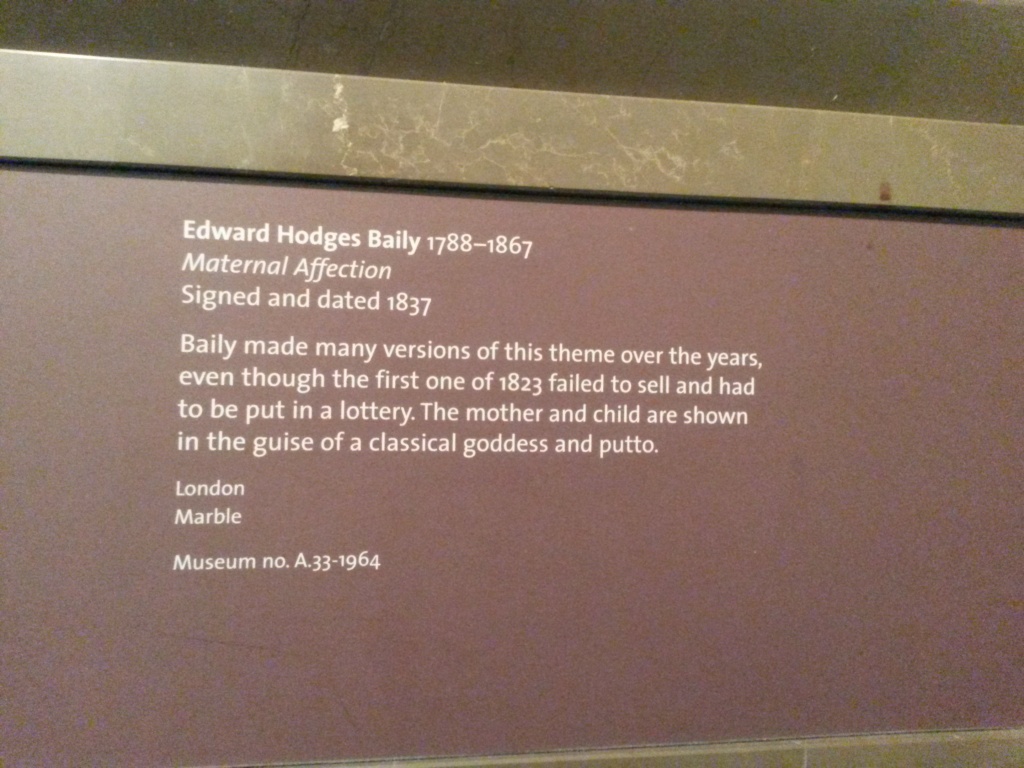 Edward Hodges Baily 1788–1867
Maternal Affection
Signed and dated 1837
Baily made many versions of this theme over the years,
even though the first one of 1823 failed to sell and had
to be put in a lottery. The mother and child are shown
in the guise of a classical goddess and putto.
London
Marble
Museum no. A.33-1964